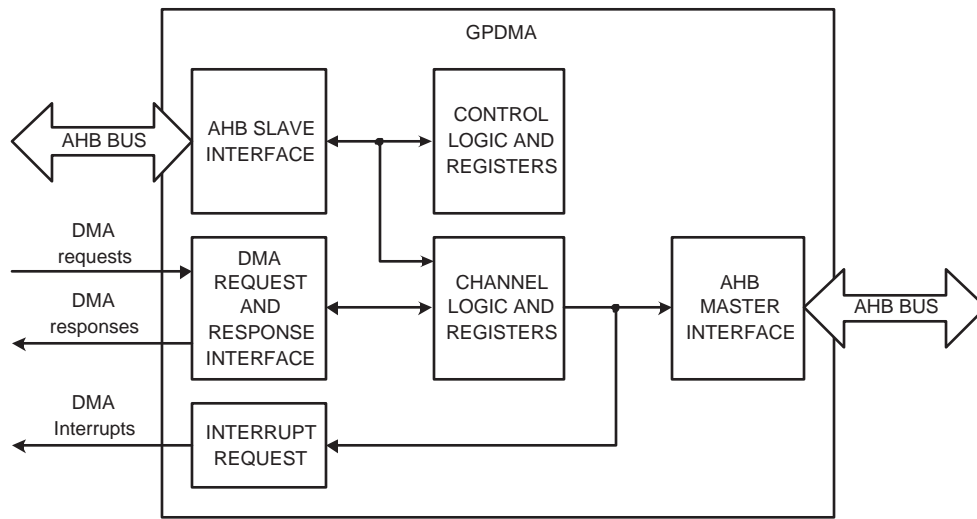 GPDMA
AHB BUS
AHB SLAVE
INTERFACE
CONTROL
LOGIC AND
REGISTERS
DMA
requests
DMA
responses
DMA
REQUEST
AND
RESPONSE
INTERFACE
CHANNEL
LOGIC AND
REGISTERS
AHB
MASTER
INTERFACE
AHB BUS
DMA
Interrupts
INTERRUPT
REQUEST